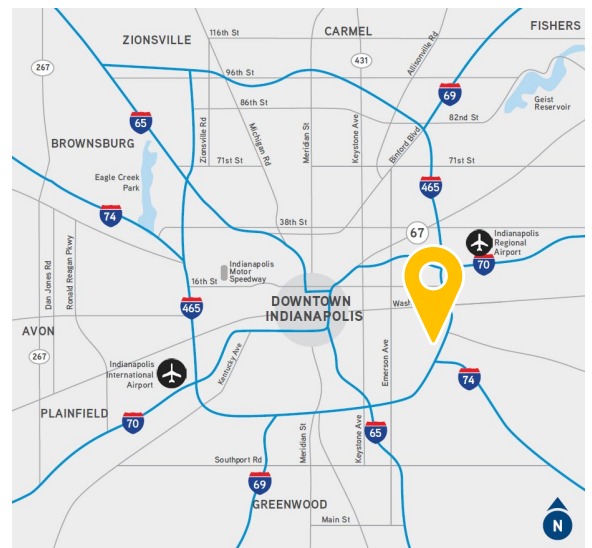 FISHERS
CARMEL
ZIONSVILLE
116th St
Allisonville Rd
267
431
96th St
69
Geist
Reservoir
86th St
82nd St
65
Zionsville Rd
Michigan Rd
Meridian St
Keystone Ave
Binford Blvd
BROWNSBURG
71st St
71st St
Eagle Creek
Park
465
74
38th St
67
Indianapolis
Regional
Airport
70
Dan Jones Rd
Ronald Reagan Pkwy
Indianapolis
Motor
Speedway
16th St
465
DOWNTOWN
INDIANAPOLIS
Wash
AVON
267
Indianapolis
International
Airport
Kentucky Ave
Emerson Ave
74
PLAINFIELD
70
65
Meridian St
Keystone Ave
Southport Rd
69
GREENWOOD
Main St
N